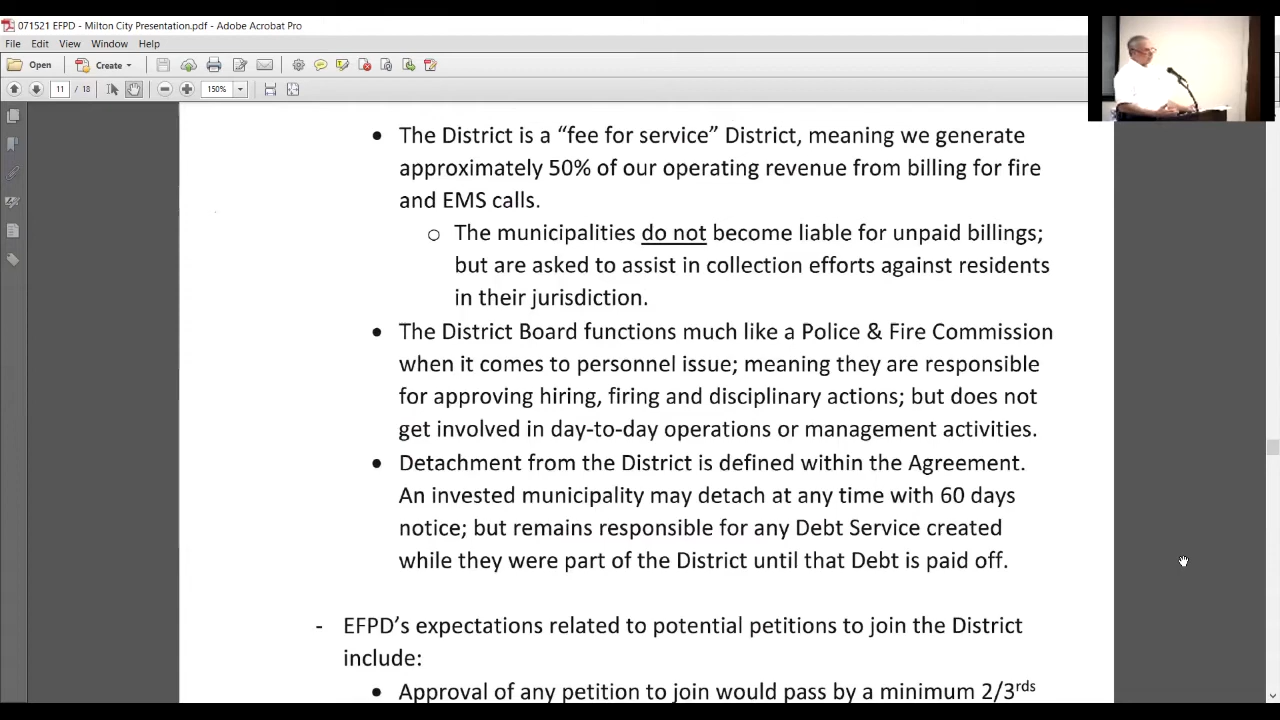 071521 EFPD - Milton City Presentation.pdf - Adobe Acrobat Pro
File Edit View Window Help
Open Create
11 / 18 150%
• The District is a “fee for service” District, meaning we generate
approximately 50% of our operating revenue from billing for fire
and EMS calls.
○ The municipalities do not become liable for unpaid billings;
but are asked to assist in collection efforts against residents
in their jurisdiction.
• The District Board functions much like a Police & Fire Commission
when it comes to personnel issue; meaning they are responsible
for approving hiring, firing and disciplinary actions; but does not
get involved in day-to-day operations or management activities.
• Detachment from the District is defined within the Agreement.
An invested municipality may detach at any time with 60 days
notice; but remains responsible for any Debt Service created
while they were part of the District until that Debt is paid off.
- EFPD’s expectations related to potential petitions to join the District
include:
• Approval of any petition to join would pass by a minimum 2/3rds